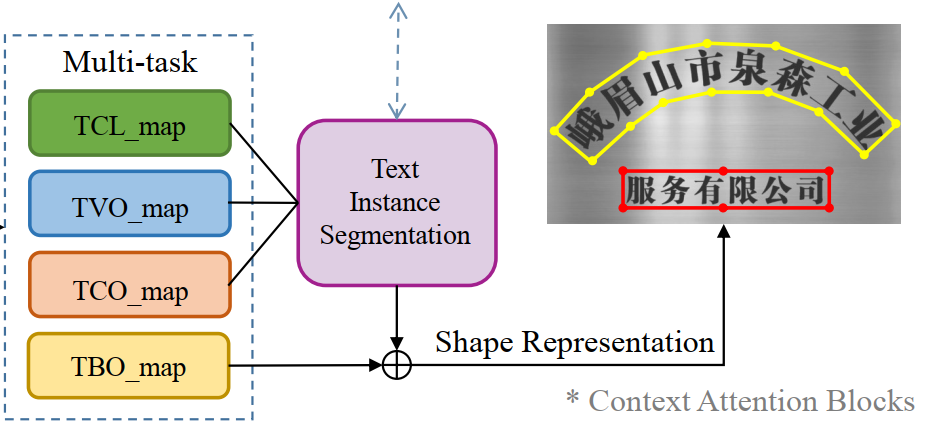 Multi-task
TCL_map
TVO_map
TCO_map
TBO_map
Text
Instance
Segmentation
Shape Representation
峨眉山市泉森工业
服务有限公司
* Context Attention Blocks